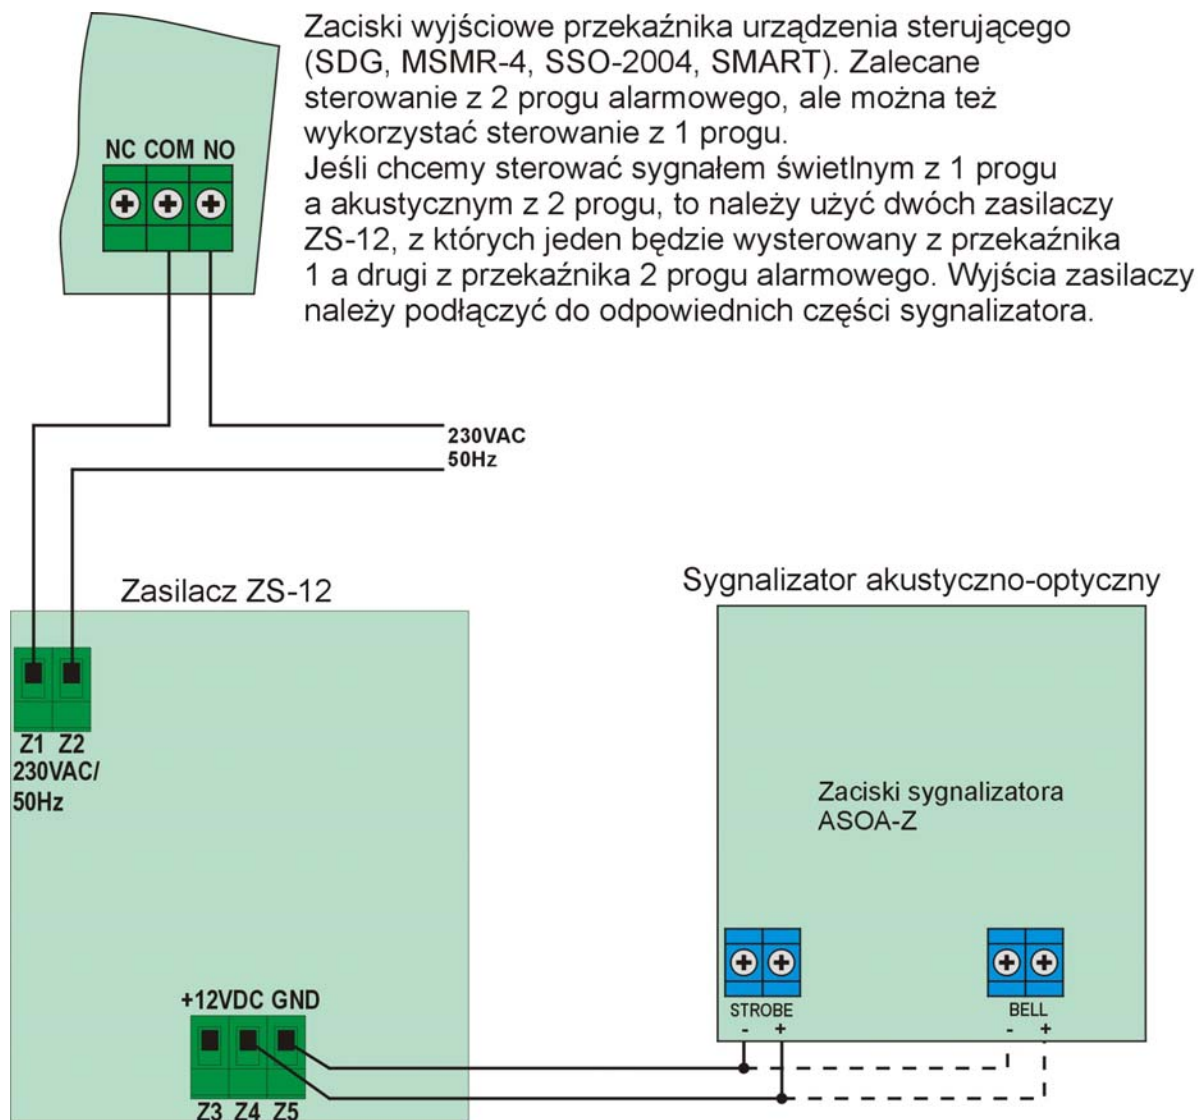 Zaciski wyjściowe przekaźnika urządzenia sterującego
(SDG, MSMR-4, SSO-2004, SMART). Zalecane
sterowanie z 2 progu alarmowego, ale można też
wykorzystać sterowanie z 1 progu.
Jeśli chcemy sterować sygnałem świetlnym z 1 progu
a akustycznym z 2 progu, to należy użyć dwóch zasilaczy
ZS-12, z których jeden będzie wysterowany z przekaźnika
1 a drugi z przekaźnika 2 progu alarmowego. Wyjścia zasilaczy
należy podłączyć do odpowiednich części sygnalizatora.
NC COM NO
230VAC
50Hz
Zasilacz ZS-12
Z1 Z2
230VAC/
50Hz
+12VDC GND
Z3 Z4 Z5
Sygnalizator akustyczno-optyczny
Zaciski sygnalizatora
ASOA-Z
STROBE
- +
BELL
- +